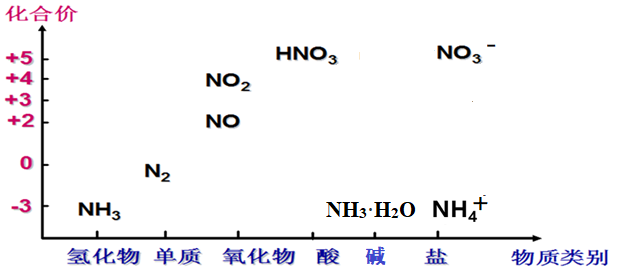 化合价
+5 HNO₃ NO₃⁻
+4 NO₂
+3
+2 NO
0 N₂
-3 NH₃ NH₃·H₂O NH₄⁺
氢化物 单质 氧化物 酸 碱 盐 物质类别